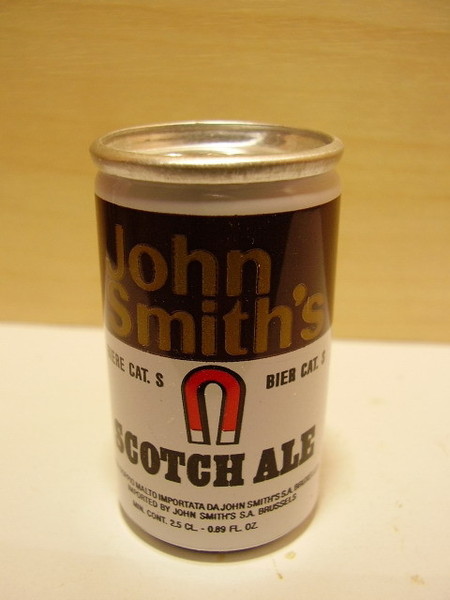 John
Smith's
CAT. S
BIER CAT. S
SCOTCH ALE
MALTO IMPORTATA DA JOHN SMITH'S S.A.
IMPORTED BY JOHN SMITH'S S.A. BRUSSELS
MIN. CONT. 2.5 CL. - 0.89 FL. OZ.